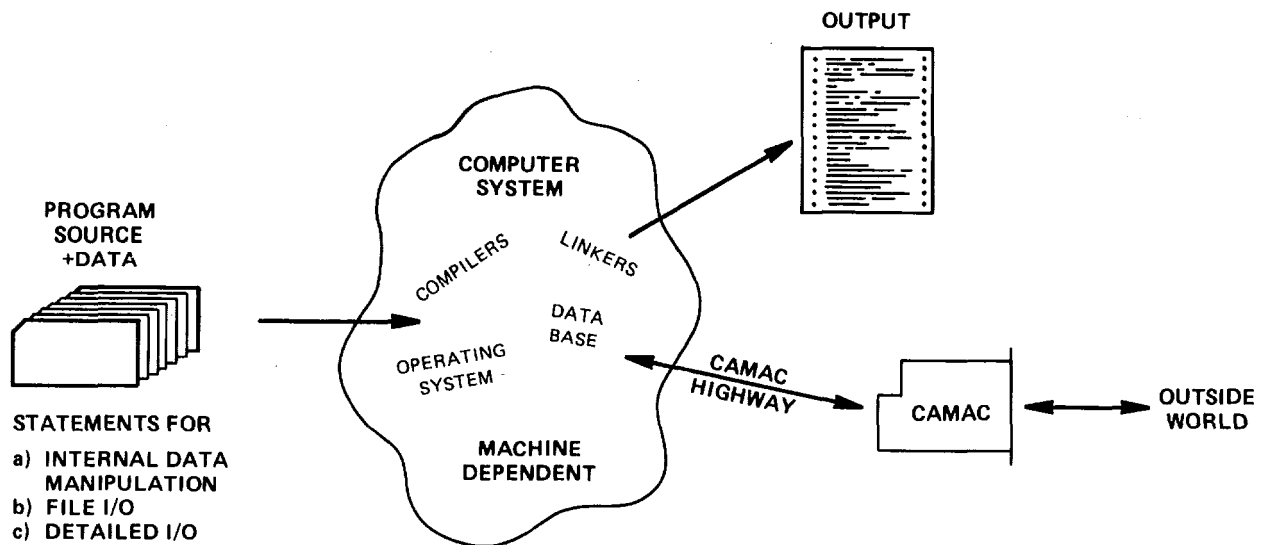 OUTPUT
COMPUTER
SYSTEM
PROGRAM
SOURCE
+DATA
COMPILERS
LINKERS
DATA
BASE
OPERATING
SYSTEM
CAMAC
HIGHWAY
CAMAC
OUTSIDE
WORLD
MACHINE
DEPENDENT
STATEMENTS FOR
a) INTERNAL DATA
MANIPULATION
b) FILE I/O
c) DETAILED I/O